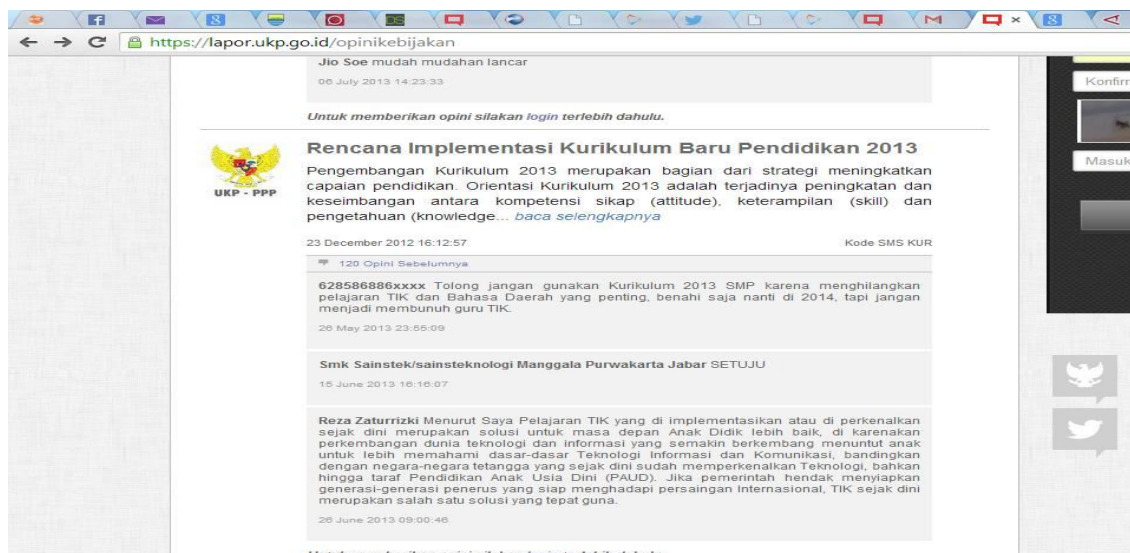 https://lapor.ukp.go.id/opinikebijakan
Jio Soe mudah mudahan lancar
06 July 2013 14:23:33
Untuk memberikan opini silakan login terlebih dahulu.
UKP - PPP
Rencana Implementasi Kurikulum Baru Pendidikan 2013
Pengembangan Kurikulum 2013 merupakan bagian dari strategi meningkatkan
capaian pendidikan. Orientasi Kurikulum 2013 adalah terjadinya peningkatan dan
keseimbangan antara kompetensi sikap (attitude), keterampilan (skill) dan
pengetahuan (knowledge... baca selengkapnya
23 December 2012 16:12:57 Kode SMS KUR
120 Opini Sebelumnya
628586886xxxx Tolong jangan gunakan Kurikulum 2013 SMP karena menghilangkan
pelajaran TIK dan Bahasa Daerah yang penting, benahi saja nanti di 2014, tapi jangan
menjadi membunuh guru TIK.
26 May 2013 23:55:09
Smk Sainstek/sainsteknologi Manggala Purwakarta Jabar SETUJU
15 June 2013 16:16:07
Reza Zaturrizki Menurut Saya Pelajaran TIK yang di implementasikan atau di perkenalkan
sejak dini merupakan solusi untuk masa depan Anak Didik lebih baik, di karenakan
perkembangan dunia teknologi dan informasi yang semakin berkembang menuntut anak
untuk lebih memahami dasar-dasar Teknologi Informasi dan Komunikasi, bandingkan
dengan negara-negara tetangga yang sejak dini sudah memperkenalkan Teknologi, bahkan
hingga taraf Pendidikan Anak Usia Dini (PAUD). Jika pemerintah hendak menyiapkan
generasi-generasi penerus yang siap menghadapi persaingan Internasional, TIK sejak dini
merupakan salah satu solusi yang tepat guna.
26 June 2013 09:00:46
Konfirm
Masuk